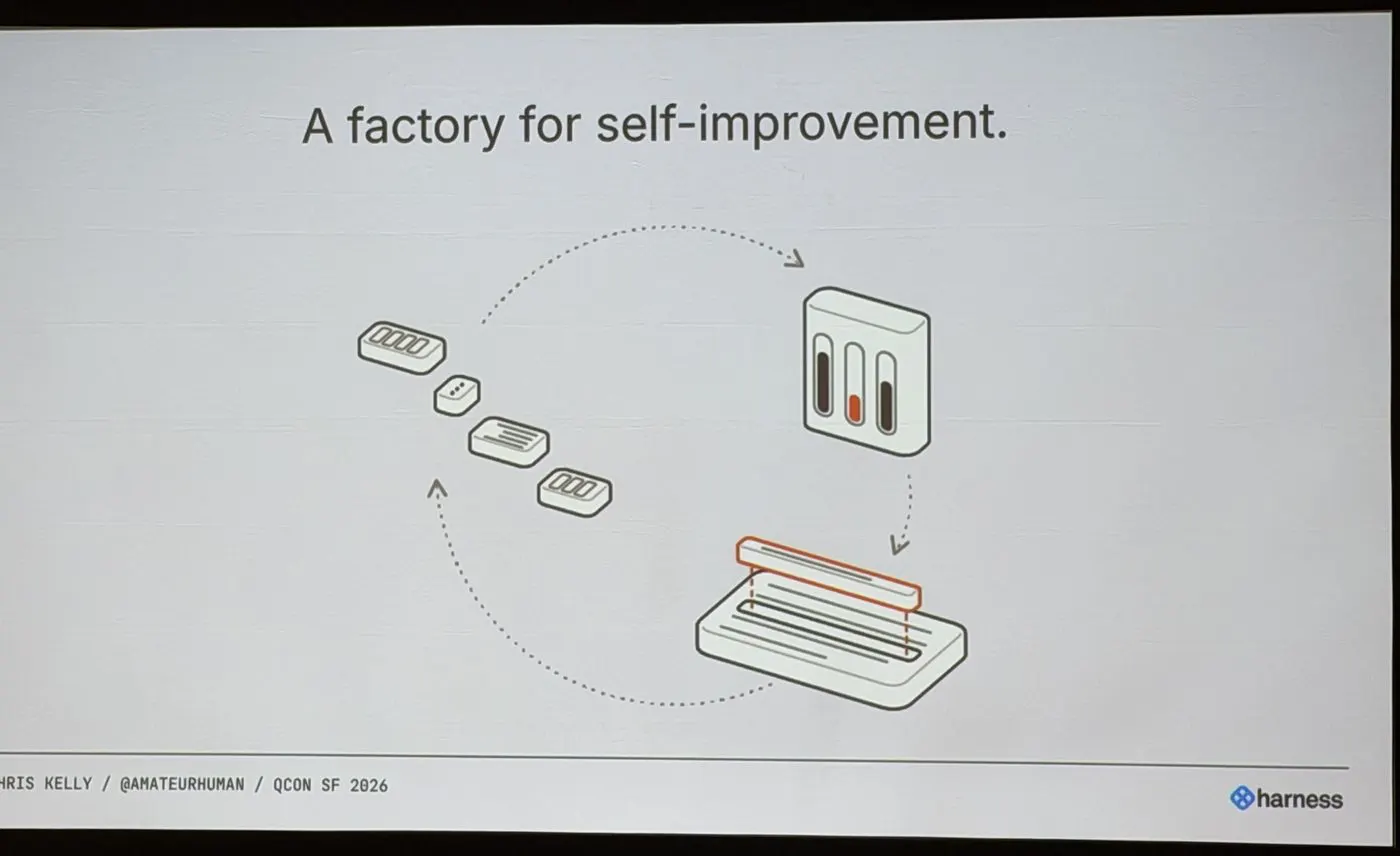 A factory for self-improvement.
HRIS KELLY / @AMATEURHUMAN / QCON SF 2026
harness